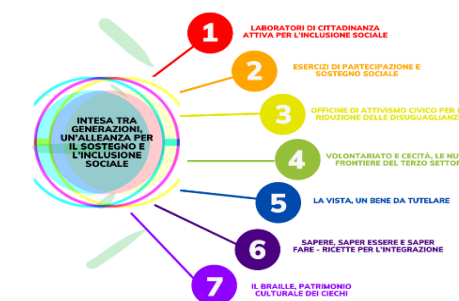 INTESA TRA
GENERAZIONI,
UN'ALLEANZA PER
IL SOSTEGNO E
L'INCLUSIONE
SOCIALE
1
LABORATORI DI CITTADINANZA
ATTIVA PER L'INCLUSIONE SOCIALE
2
ESERCIZI DI PARTECIPAZIONE E
SOSTEGNO SOCIALE
3
OFFICINE DI ATTIVISMO CIVICO PER
RIDUZIONE DELLE DISUGUAGLIANZ
4
VOLONTARIATO E CECITÀ, LE NU
FRONTIERE DEL TERZO SETTOR
5
LA VISTA, UN BENE DA TUTELARE
6
SAPERE, SAPER ESSERE E SAPER
FARE - RICETTE PER L'INTEGRAZIONE
7
IL BRAILLE, PATRIMONIO
CULTURALE DEI CIECHI